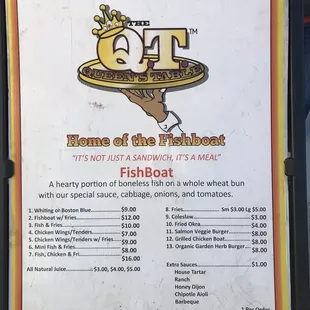 THE
Q.T.™
QUEEN'S TABLE
Home of the Fishboat
"IT'S NOT JUST A SANDWICH, IT'S A MEAL"
FishBoat
A hearty portion of boneless fish on a whole wheat bun
with our special sauce, cabbage, onions, and tomatoes.
1. Whiting or Boston Blue $9.00
2. Fishboat w/ Fries $12.00
3. Fish & Fries $10.00
4. Chicken Wings/Tenders $7.00
5. Chicken Wings/Tenders w/ Fries $9.00
6. Mini Fish & Fries $8.00
7. Fish, Chicken & Fri $16.00
All Natural Juice $3.00, $4.00, $5.00
8. Fries Sm $3.00 Lg $5.00
9. Coleslaw $3.00
10. Fried Okra $4.00
11. Salmon Veggie Burger $8.00
12. Grilled Chicken Boat $8.00
13. Organic Garden Herb Burger $8.00
Extra Sauces $1.00
House Tartar
Ranch
Honey Dijon
Chipotle Aioli
Barbeque